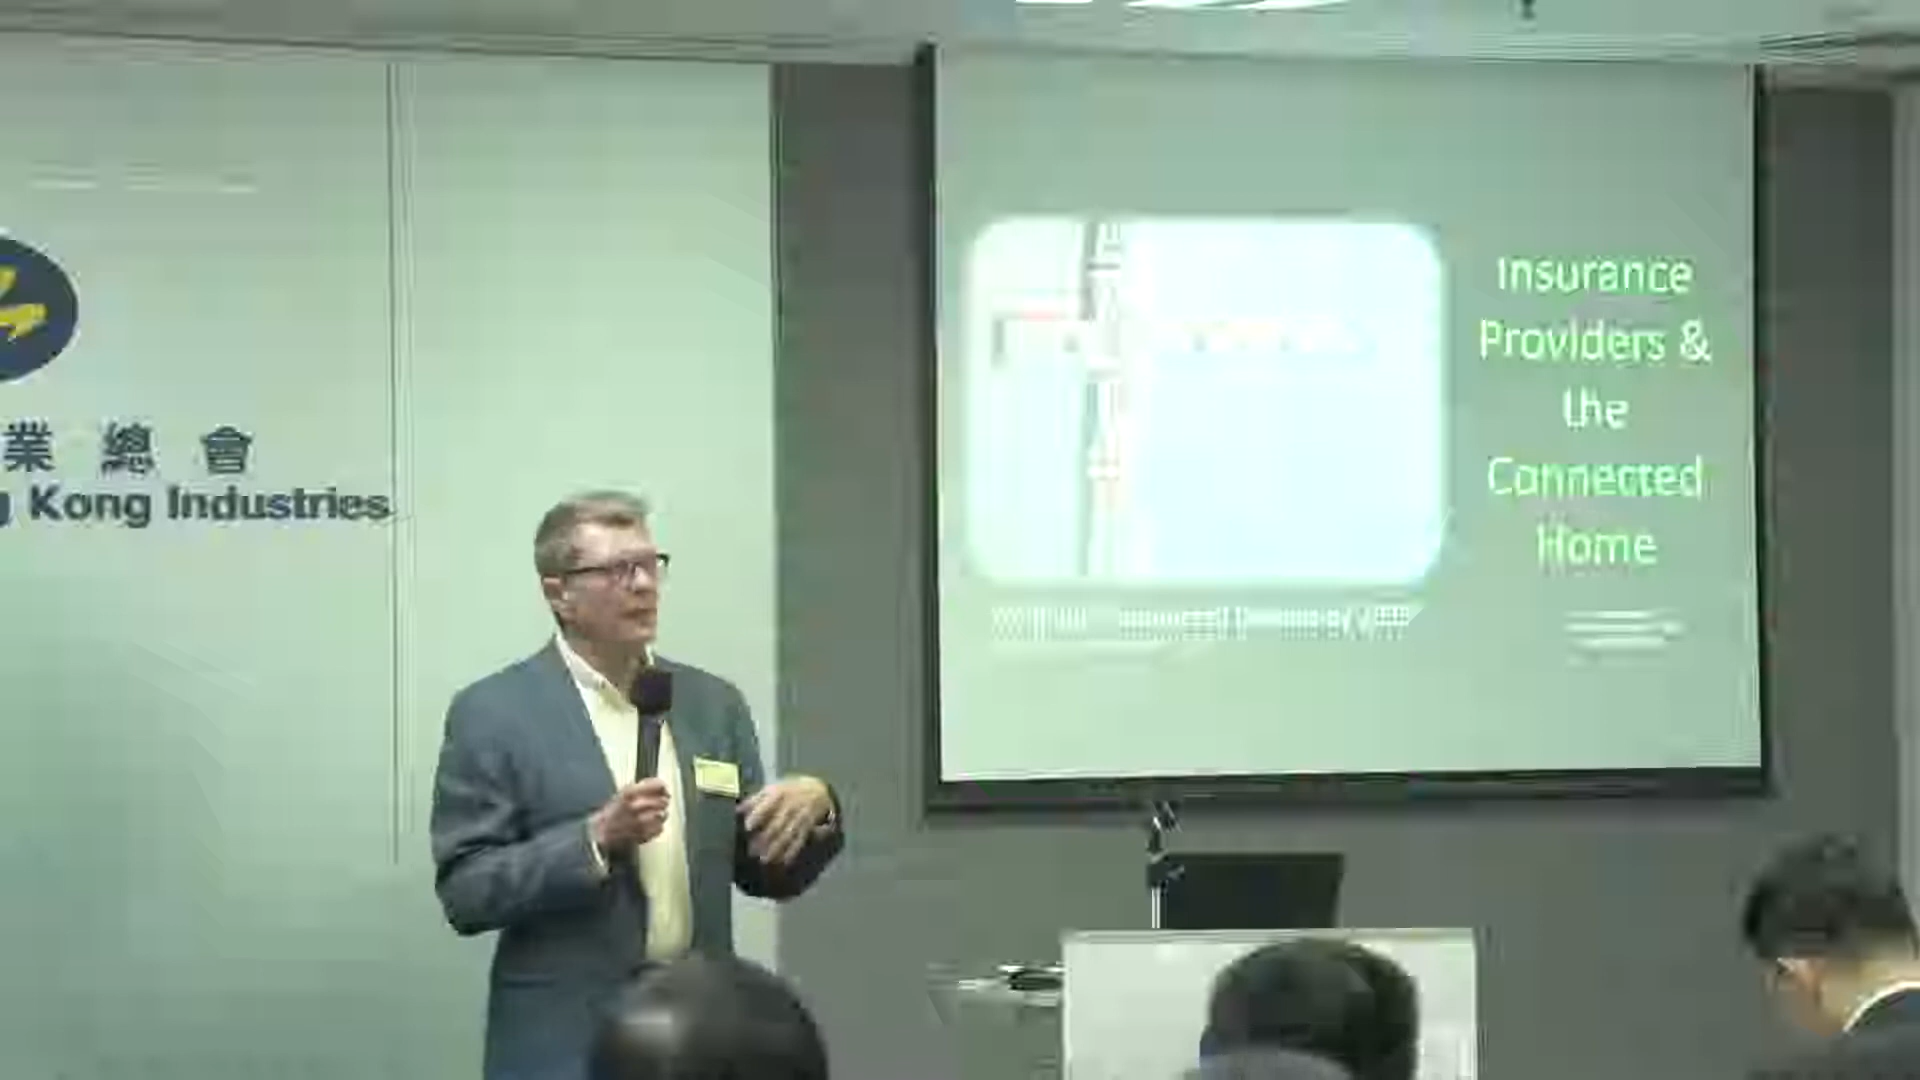 業 總 會
g Kong Industries
Insurance
Providers &
the
Connected
Home